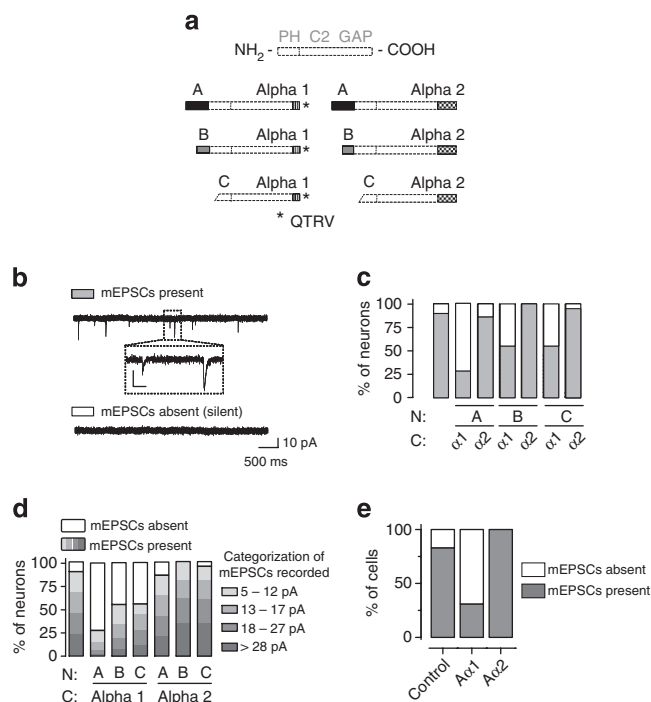 a
PH C2 GAP
NH2 - - COOH
A Alpha 1 A Alpha 2
*
B Alpha 1 B Alpha 2
*
C Alpha 1 C Alpha 2
*
* QTRV
b
mEPSCs present
mEPSCs absent (silent)
10 pA
500 ms
c
% of neurons
100
75
50
25
0
N: A B C
C: α1 α2 α1 α2 α1 α2
d
mEPSCs absent
mEPSCs present
% of neurons
100
75
50
25
0
N: A B C A B C
C: Alpha 1 Alpha 2
Categorization of
mEPSCs recorded
5 – 12 pA
13 – 17 pA
18 – 27 pA
> 28 pA
e
% of cells
100
50
0
Control Aα1 Aα2
mEPSCs absent
mEPSCs present